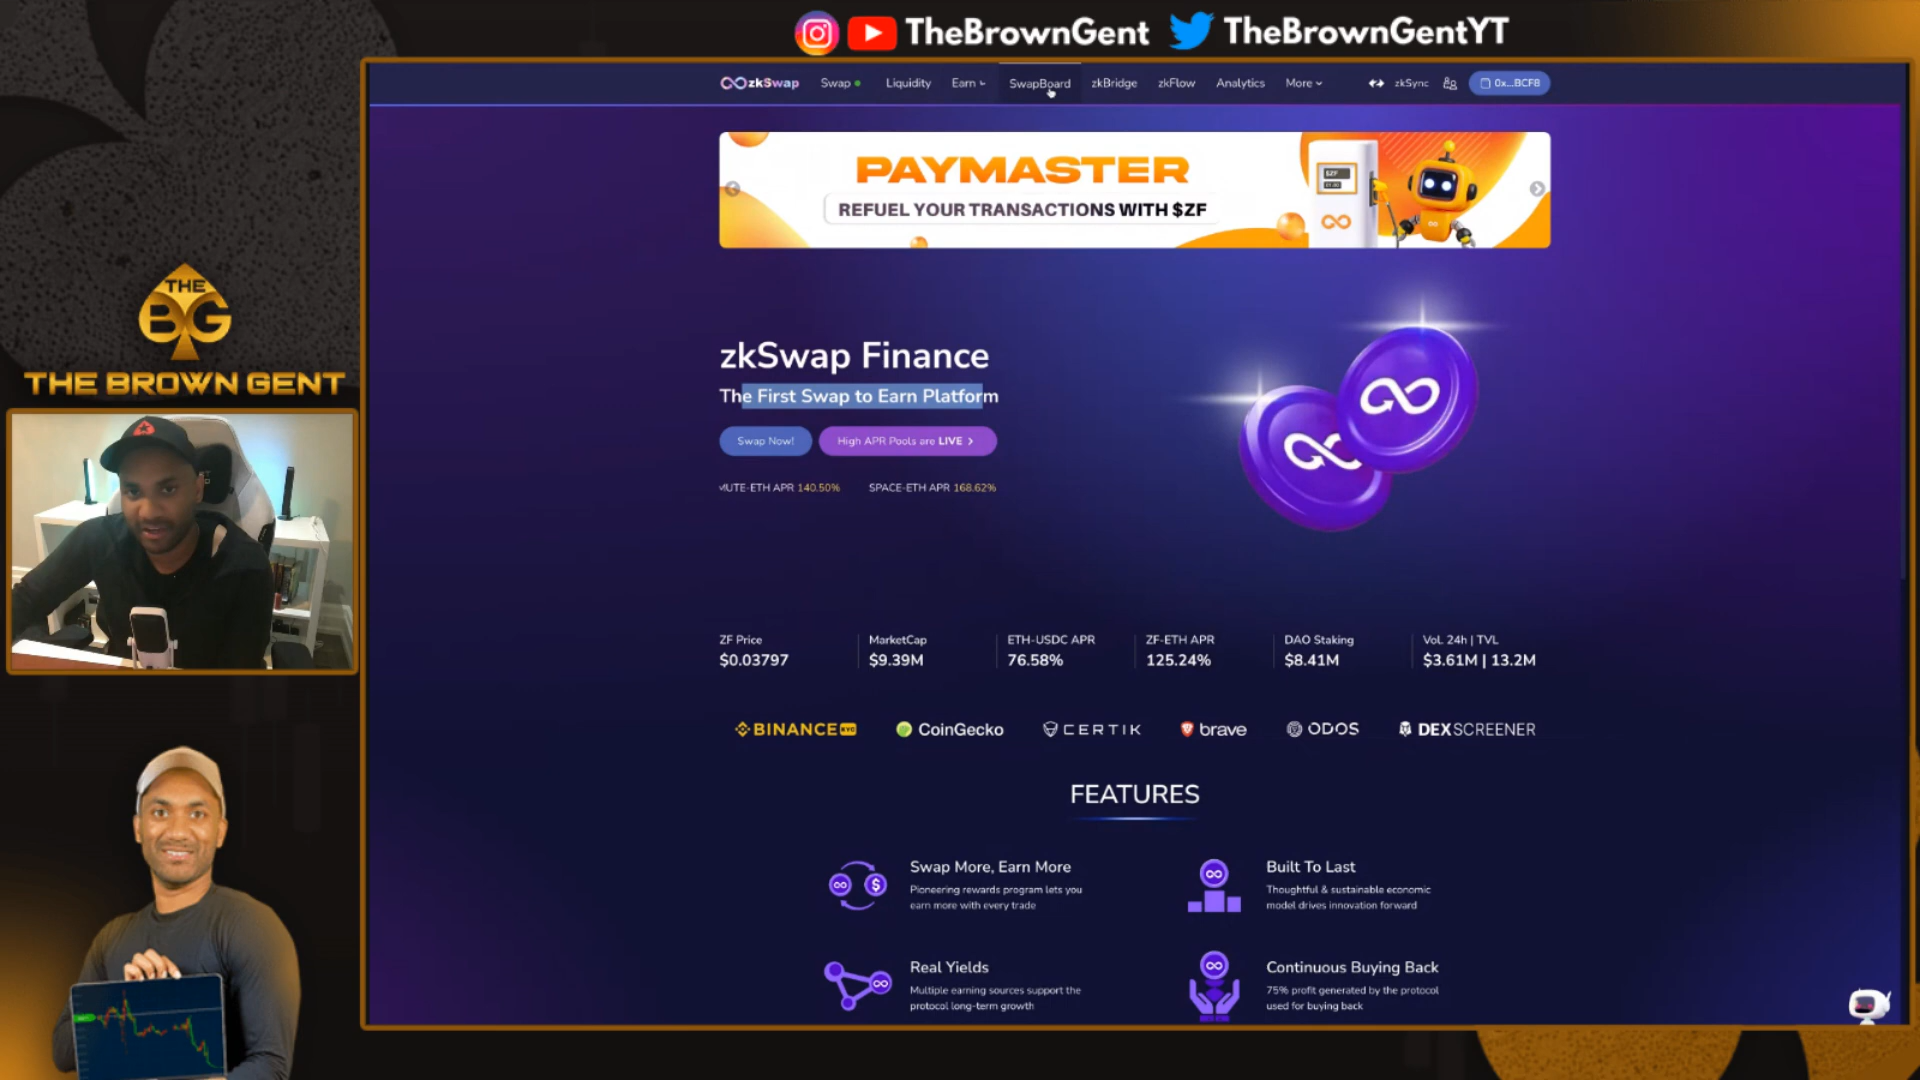 TheBrownGent TheBrownGentYT
zkSwap Swap Liquidity Earn SwapBoard zkBridge zkFlow Analytics More zkSync 0x...BCF8
PAYMASTER
REFUEL YOUR TRANSACTIONS WITH $ZF
$ZF
THE
BG
THE BROWN GENT
zkSwap Finance
The First Swap to Earn Platform
Swap Now! High APR Pools are LIVE >
MUTE-ETH APR 140.50% SPACE-ETH APR 168.62%
ZF Price MarketCap ETH-USDC APR ZF-ETH APR DAO Staking Vol. 24h | TVL
$0.03797 $9.39M 76.58% 125.24% $8.41M $3.61M | 13.2M
BINANCE CoinGecko CERTIK brave ODOS DEXSCREENER
FEATURES
Swap More, Earn More
Pioneering rewards program lets you
earn more with every trade
Built To Last
Thoughtful & sustainable economic
model drives innovation forward
Real Yields
Multiple earning sources support the
protocol long-term growth
Continuous Buying Back
75% profit generated by the protocol
used for buying back